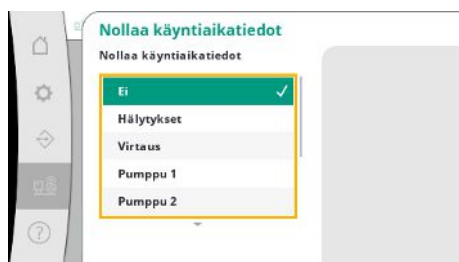 Nollaa käyntiaikatiedot
Nollaa käyntiaikatiedot
Ei
Hälytykset
Virtaus
Pumppu 1
Pumppu 2